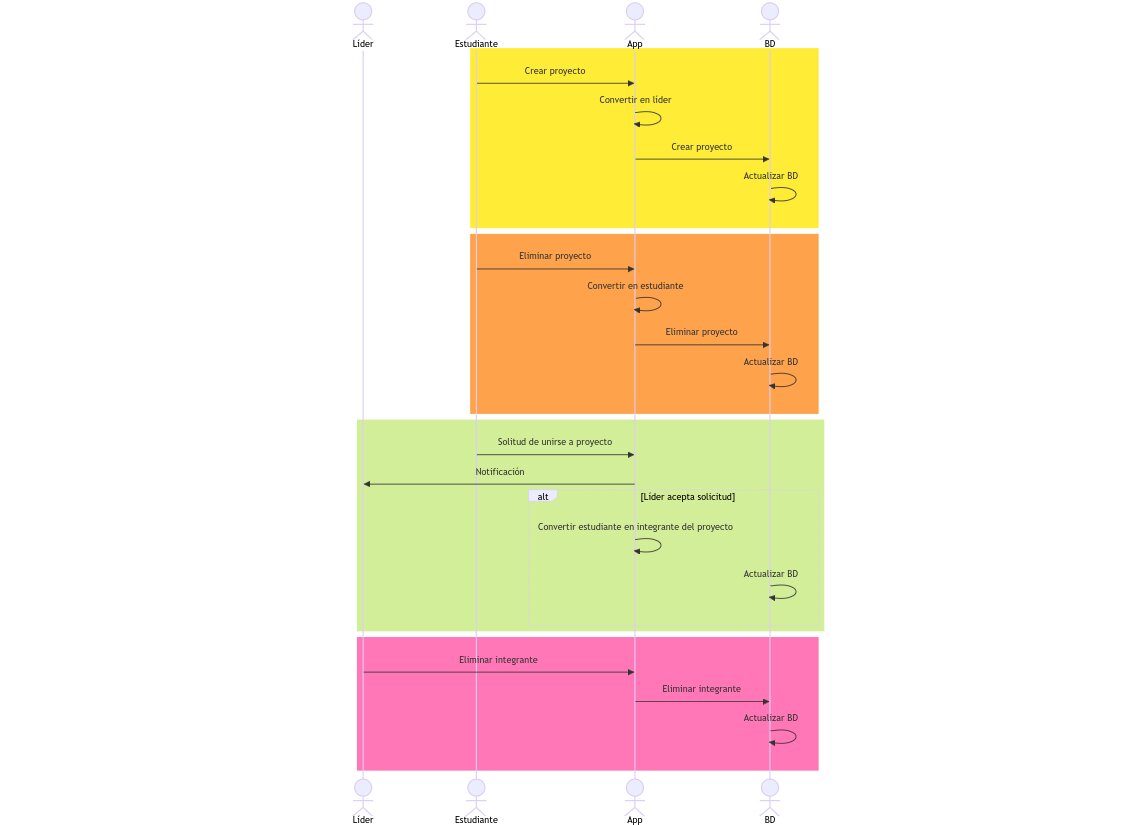 Líder
Estudiante
App
BD
Crear proyecto
Convertir en líder
Crear proyecto
Actualizar BD
Eliminar proyecto
Convertir en estudiante
Eliminar proyecto
Actualizar BD
Solitud de unirse a proyecto
Notificación
alt
[Líder acepta solicitud]
Convertir estudiante en integrante del proyecto
Actualizar BD
Eliminar integrante
Eliminar integrante
Actualizar BD
Líder
Estudiante
App
BD